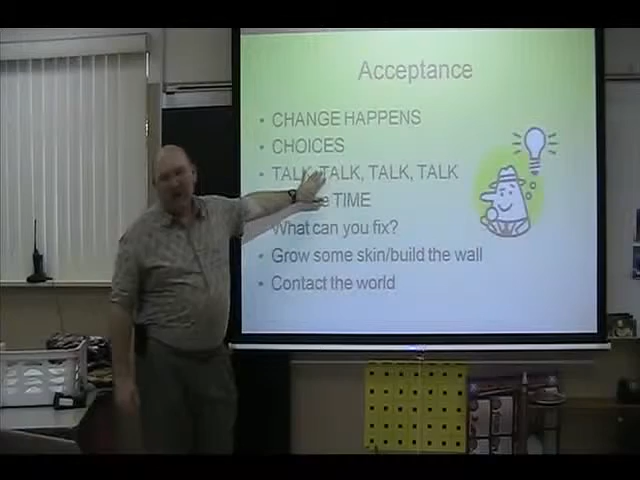 Acceptance
• CHANGE HAPPENS
• CHOICES
• TALK, TALK, TALK, TALK
TIME
What can you fix?
• Grow some skin/build the wall
• Contact the world